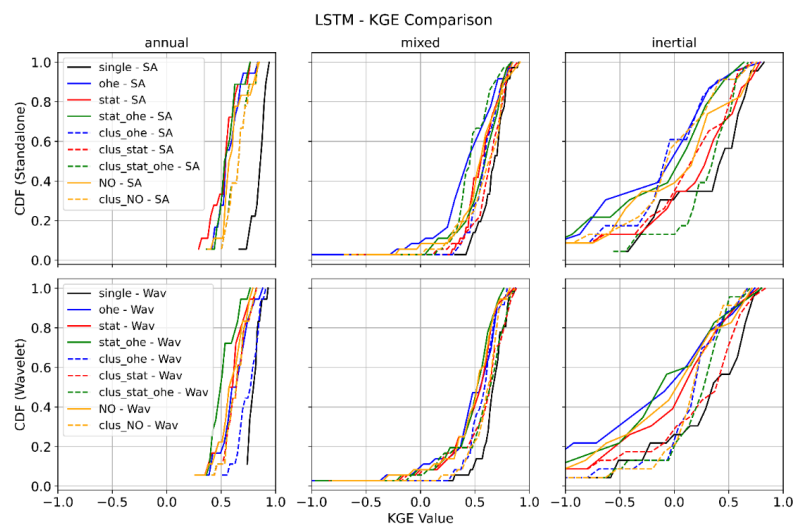 LSTM - KGE Comparison
annual
mixed
inertial
CDF (Standalone)
1.0
0.8
0.6
0.4
0.2
0.0
single - SA
ohe - SA
stat - SA
stat_ohe - SA
clus_ohe - SA
clus_stat - SA
clus_stat_ohe - SA
NO - SA
clus_NO - SA
CDF (Wavelet)
1.0
0.8
0.6
0.4
0.2
0.0
single - Wav
ohe - Wav
stat - Wav
stat_ohe - Wav
clus_ohe - Wav
clus_stat - Wav
clus_stat_ohe - Wav
NO - Wav
clus_NO - Wav
−1.0 −0.5 0.0 0.5 1.0
−0.5 0.0 0.5 1.0
−1.0 −0.5 0.0 0.5 1.0
KGE Value